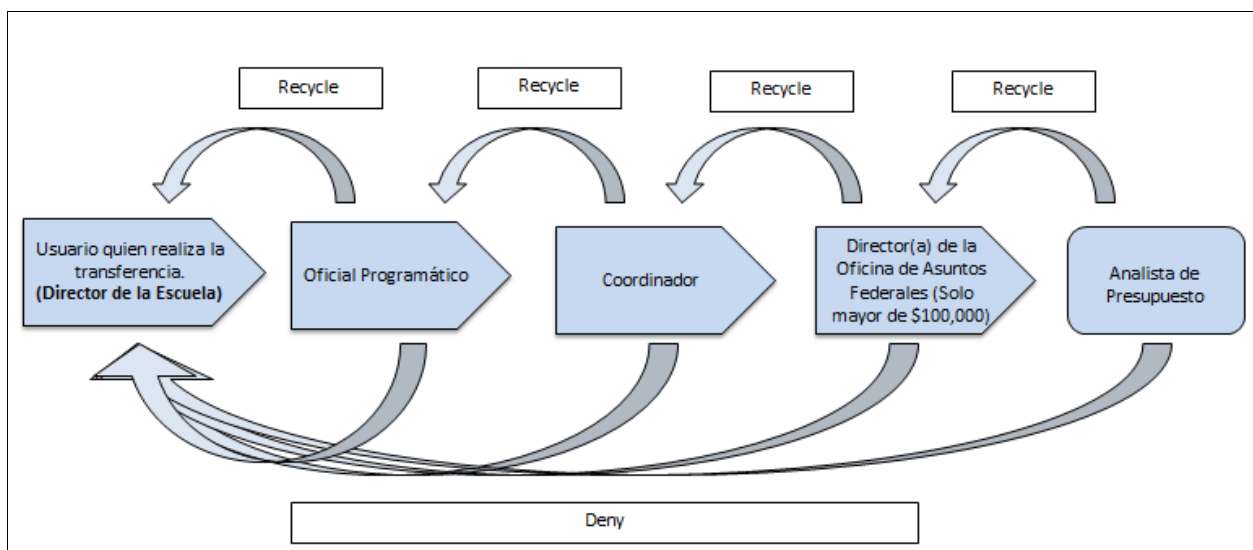 Recycle
Recycle
Recycle
Recycle
Usuario quien realiza la
transferencia.
(Director de la Escuela)
Oficial Programático
Coordinador
Director(a) de la
Oficina de Asuntos
Federales (Solo
mayor de $100,000)
Analista de
Presupuesto
Deny